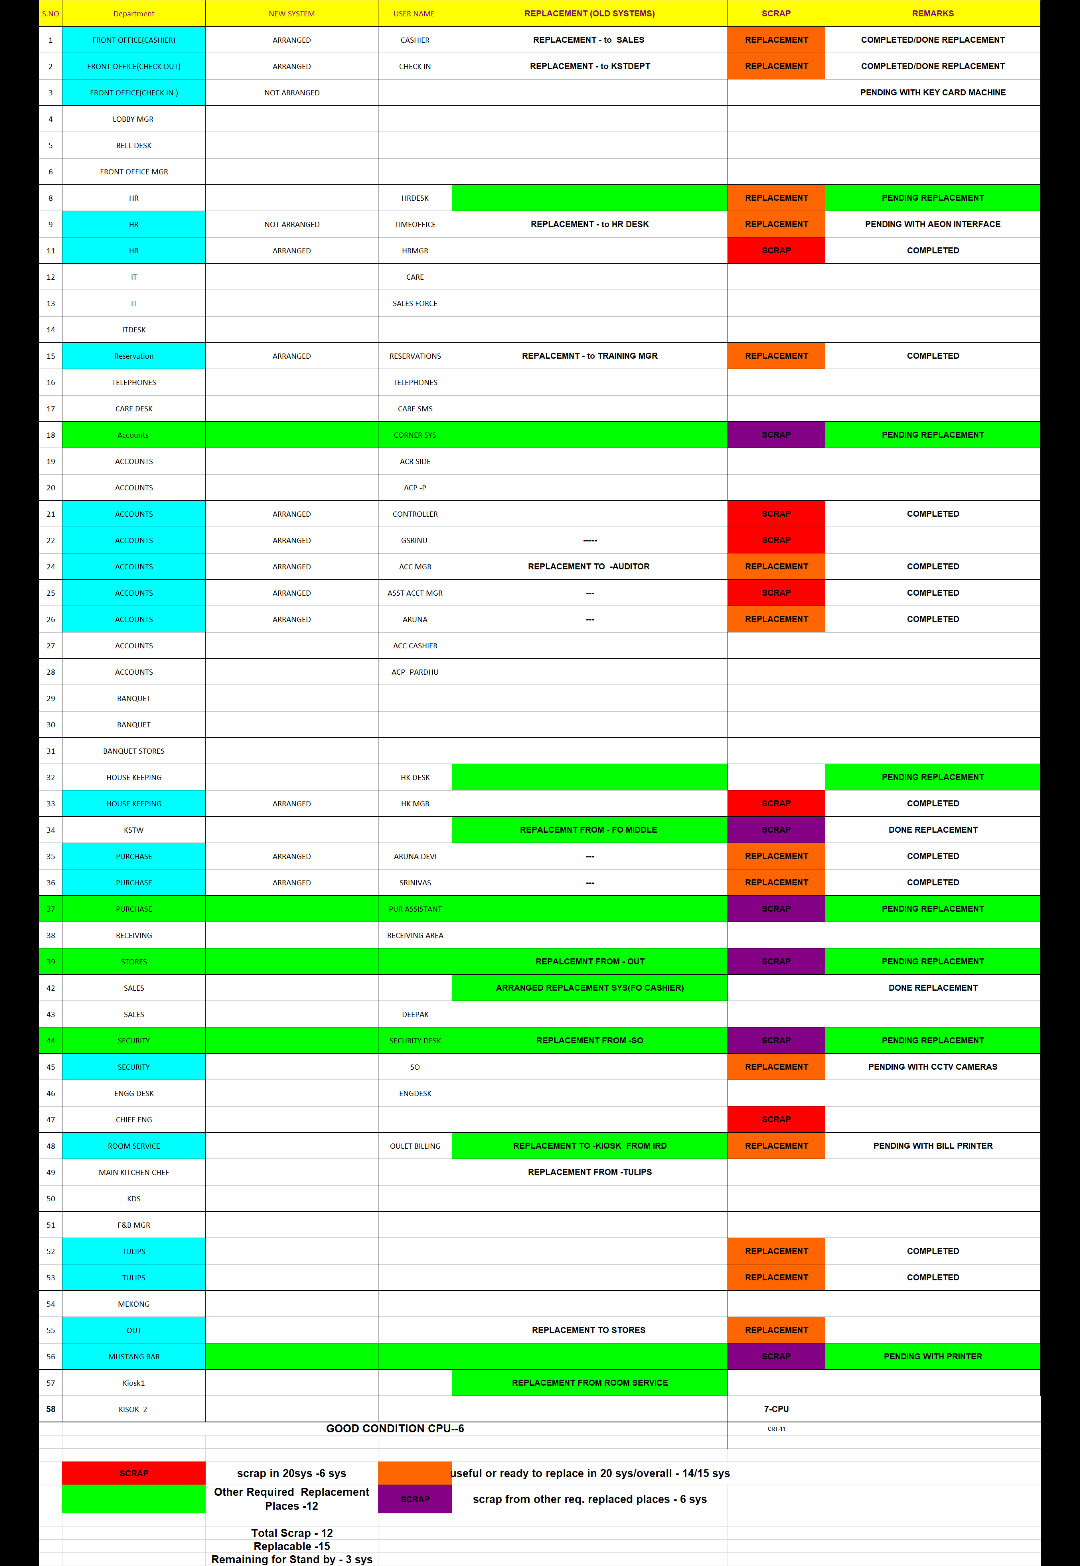 S.NO Department NEW SYSTEM USER NAME REPLACEMENT (OLD SYSTEMS) SCRAP REMARKS
1 FRONT OFFICE(CASHIER) ARRANGED CASHIER REPLACEMENT - to SALES REPLACEMENT COMPLETED/DONE REPLACEMENT
2 FRONT OFFICE(CHECK OUT) ARRANGED CHECK IN REPLACEMENT - to KSTDEPT REPLACEMENT COMPLETED/DONE REPLACEMENT
3 FRONT OFFICE(CHECK IN ) NOT ARRANGED PENDING WITH KEY CARD MACHINE
4 LOBBY MGR
5 BELL DESK
6 FRONT OFFICE MGR
8 HR HRDESK REPLACEMENT PENDING REPLACEMENT
9 HR NOT ARRANGED TIMEOFFICE REPLACEMENT - to HR DESK REPLACEMENT PENDING WITH AEON INTERFACE
11 HR ARRANGED HRMGR SCRAP COMPLETED
12 IT CARE
13 IT SALES FORCE
14 ITDESK
15 Reservation ARRANGED RESERVATIONS REPALCEMNT - to TRAINING MGR REPLACEMENT COMPLETED
16 TELEPHONES TELEPHONES
17 CARE DESK CARE SMS
18 Accounts CORNER SYS SCRAP PENDING REPLACEMENT
19 ACCOUNTS ACR SIDE
20 ACCOUNTS ACP -P
21 ACCOUNTS ARRANGED CONTROLLER SCRAP COMPLETED
22 ACCOUNTS ARRANGED GSRINU ----- SCRAP
24 ACCOUNTS ARRANGED ACC MGR REPLACEMENT TO -AUDITOR REPLACEMENT COMPLETED
25 ACCOUNTS ARRANGED ASST ACCT MGR --- SCRAP COMPLETED
26 ACCOUNTS ARRANGED ARUNA --- REPLACEMENT COMPLETED
27 ACCOUNTS ACC CASHIER
28 ACCOUNTS ACP PARDHU
29 BANQUET
30 BANQUET
31 BANQUET STORES
32 HOUSE KEEPING HK DESK PENDING REPLACEMENT
33 HOUSE KEEPING ARRANGED HK MGR SCRAP COMPLETED
34 KSTW REPALCEMNT FROM - FO MIDDLE SCRAP DONE REPLACEMENT
35 PURCHASE ARRANGED ARUNA DEVI --- REPLACEMENT COMPLETED
36 PURCHASE ARRANGED SRINIVAS --- REPLACEMENT COMPLETED
37 PURCHASE PUR ASSISTANT SCRAP PENDING REPLACEMENT
38 RECEIVING RECEIVING AREA
39 STORES REPALCEMNT FROM - OUT SCRAP PENDING REPLACEMENT
42 SALES ARRANGED REPLACEMENT SYS(FO CASHIER) DONE REPLACEMENT
43 SALES DEEPAK
44 SECURITY SECURITY DESK REPLACEMENT FROM -SO SCRAP PENDING REPLACEMENT
45 SECURITY SO REPLACEMENT PENDING WITH CCTV CAMERAS
46 ENGG DESK ENGDESK
47 CHIEF ENG SCRAP
48 ROOM SERVICE OULET BILLING REPLACEMENT TO -KIOSK FROM IRD REPLACEMENT PENDING WITH BILL PRINTER
49 MAIN KITCHEN CHEF REPLACEMENT FROM -TULIPS
50 KDS
51 F&B MGR
52 TULIPS REPLACEMENT COMPLETED
53 TULIPS REPLACEMENT COMPLETED
54 MEKONG
55 OUT REPLACEMENT TO STORES REPLACEMENT
56 MUSTANG BAR SCRAP PENDING WITH PRINTER
57 Kiosk1 REPLACEMENT FROM ROOM SERVICE
58 KISOK 2 7-CPU
GOOD CONDITION CPU--6 CRT-11
SCRAP scrap in 20sys -6 sys useful or ready to replace in 20 sys/overall - 14/15 sys
Other Required Replacement
Places -12
SCRAP scrap from other req. replaced places - 6 sys
Total Scrap - 12
Replacable -15
Remaining for Stand by - 3 sys